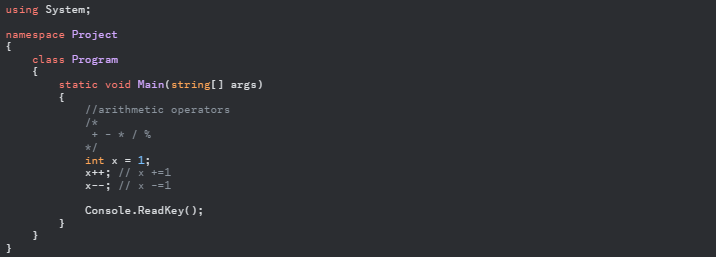 using System;

namespace Project
{
    class Program
    {
        static void Main(string[] args)
        {
            //arithmetic operators
            /*
             + - * / %
            */
            int x = 1;
            x++; // x +=1
            x--; // x -=1

            Console.ReadKey();
        }
    }
}